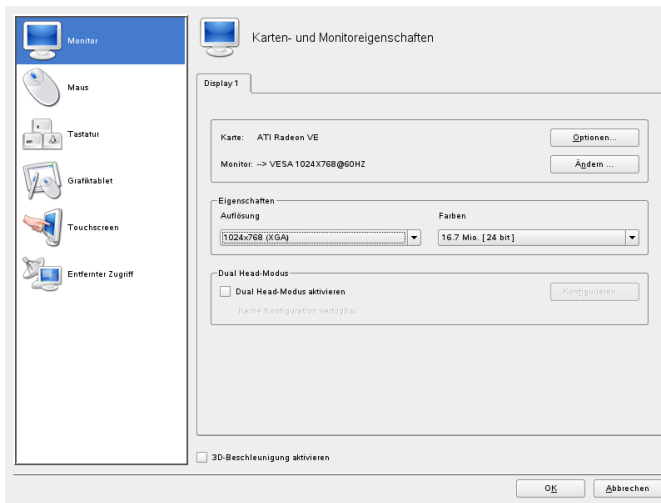 Monitor
Maus
Tastatur
Grafiktablet
Touchscreen
Entfernter Zugriff
Karten- und Monitoreigenschaften
Display 1
Karte: ATI Radeon VE
Optionen...
Monitor: --> VESA 1024X768@60HZ
Ändern ...
Eigenschaften
Auflösung
Farben
1024x768 (XGA)
16.7 Mio. [24 bit]
Dual Head-Modus
Dual Head-Modus aktivieren
Konfigurieren
Keine Konfiguration verfügbar
3D-Beschleunigung aktivieren
OK
Abbrechen